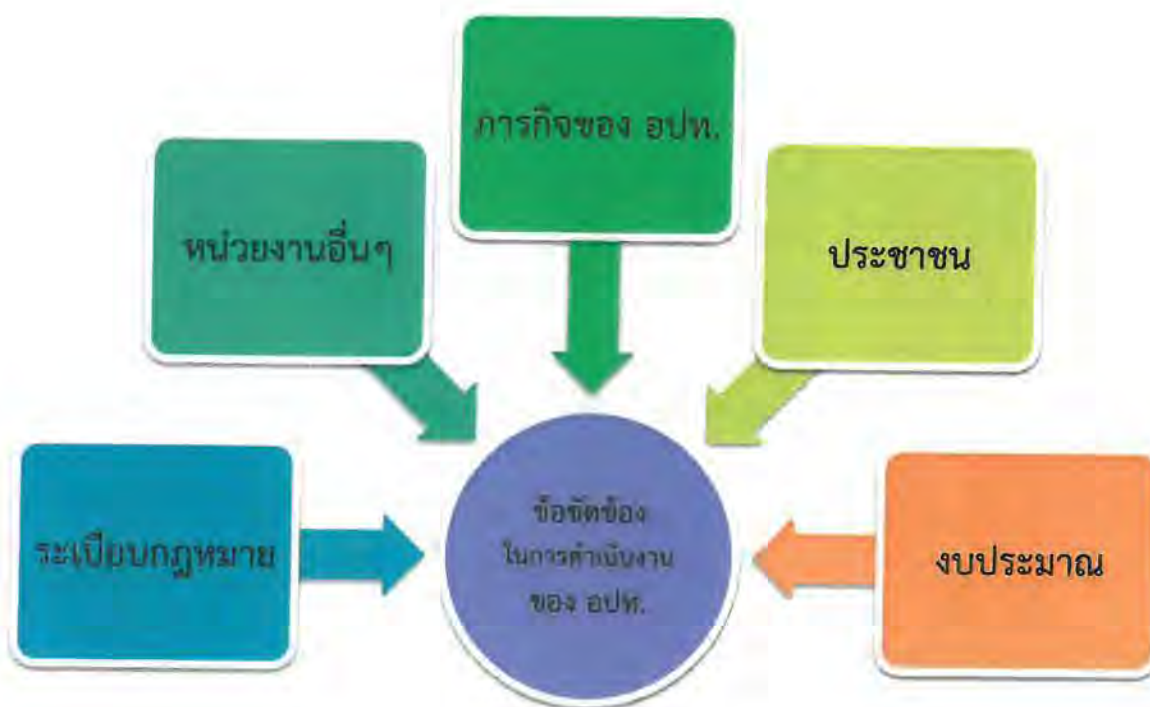 ภารกิจของ อปท.
หน่วยงานอื่นๆ
ประชาชน
ระเบียบกฎหมาย
ข้อขัดข้อง
ในการดำเนินงาน
ของ อปท.
งบประมาณ